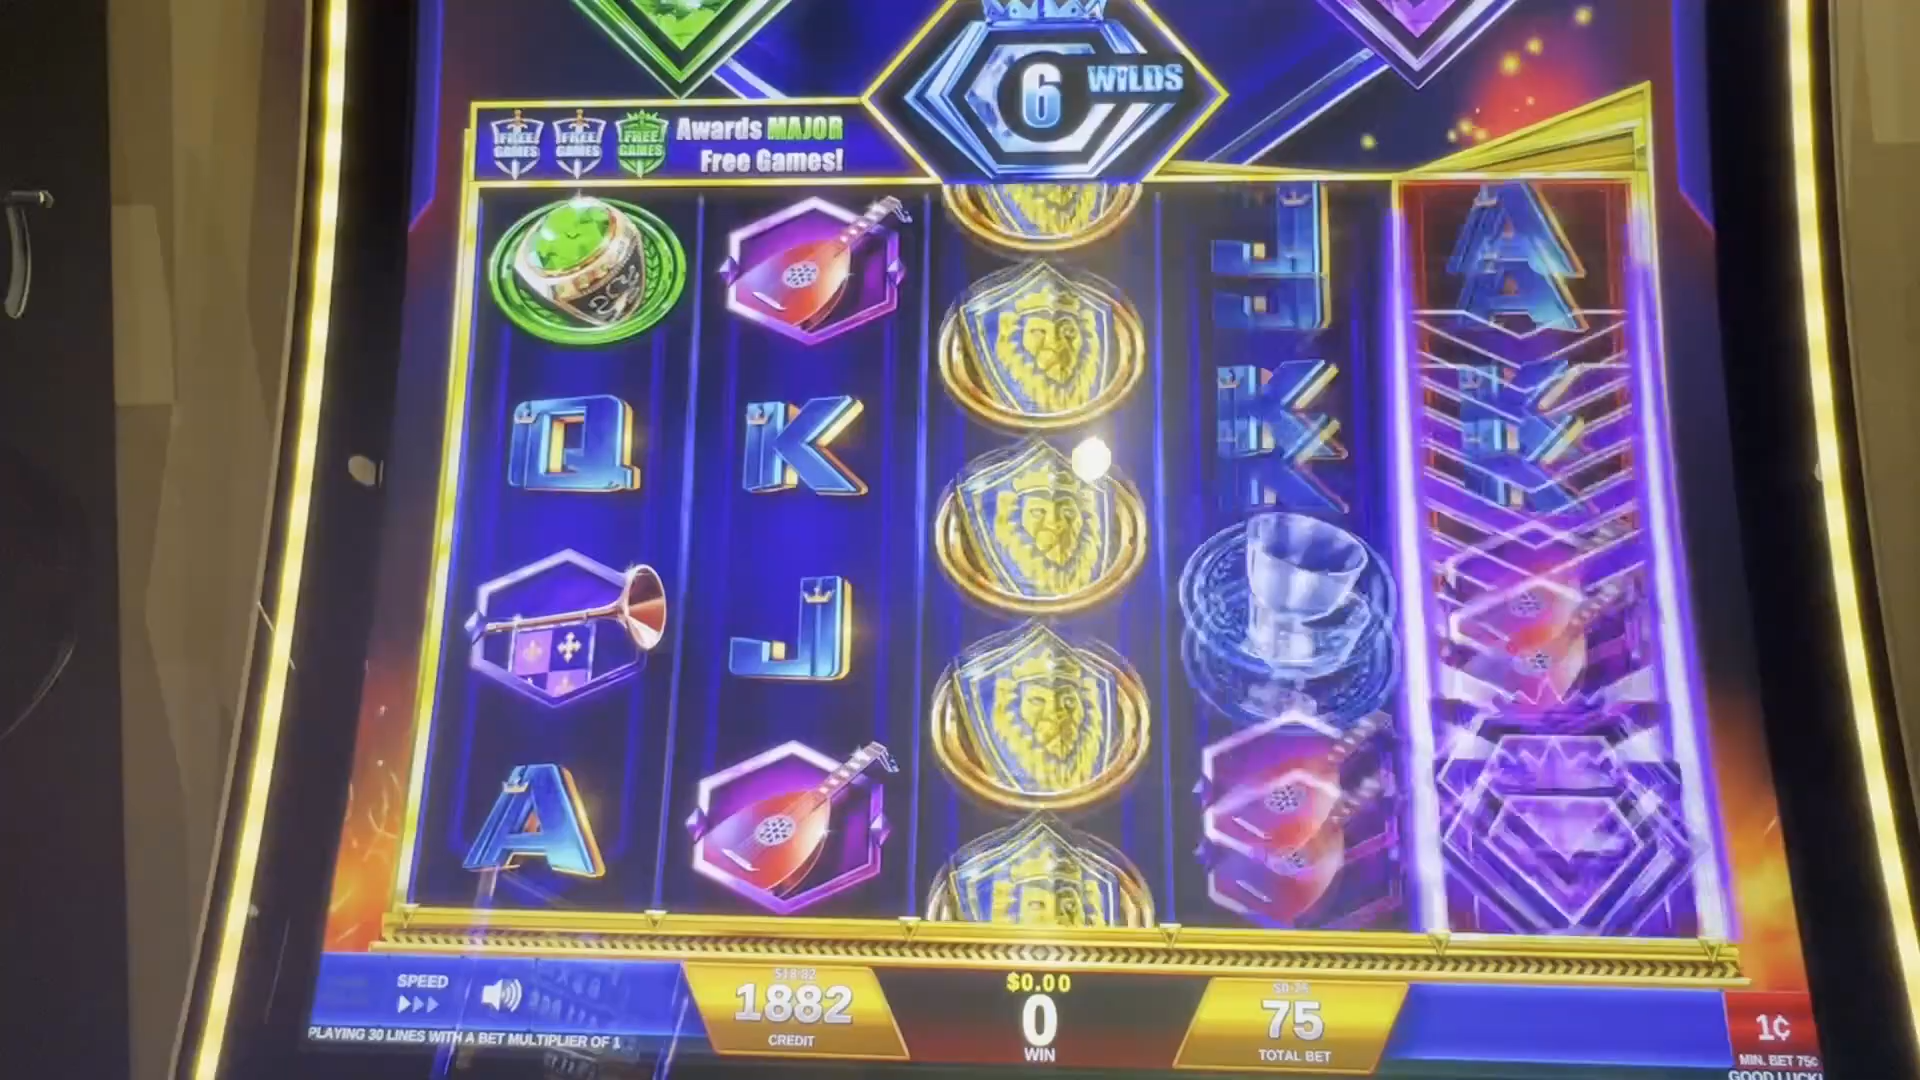 6 WILDS
FREE GAMES FREE GAMES FREE GAMES Awards MAJOR
Free Games!
J A
A
Q K K K
J
A
SPEED
$18.82
1882
CREDIT
$0.00
0
WIN
$0.75
75
TOTAL BET
1¢
MIN. BET 75¢
GOOD LUCK!
PLAYING 30 LINES WITH A BET MULTIPLIER OF 1